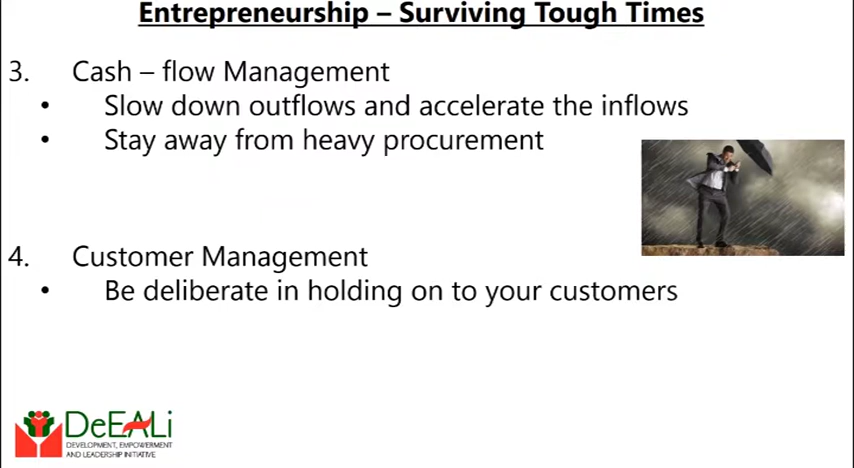 Entrepreneurship – Surviving Tough Times
3. Cash – flow Management
• Slow down outflows and accelerate the inflows
• Stay away from heavy procurement
4. Customer Management
• Be deliberate in holding on to your customers
DeEALi
DEVELOPMENT, EMPOWERMENT
AND LEADERSHIP INITIATIVE